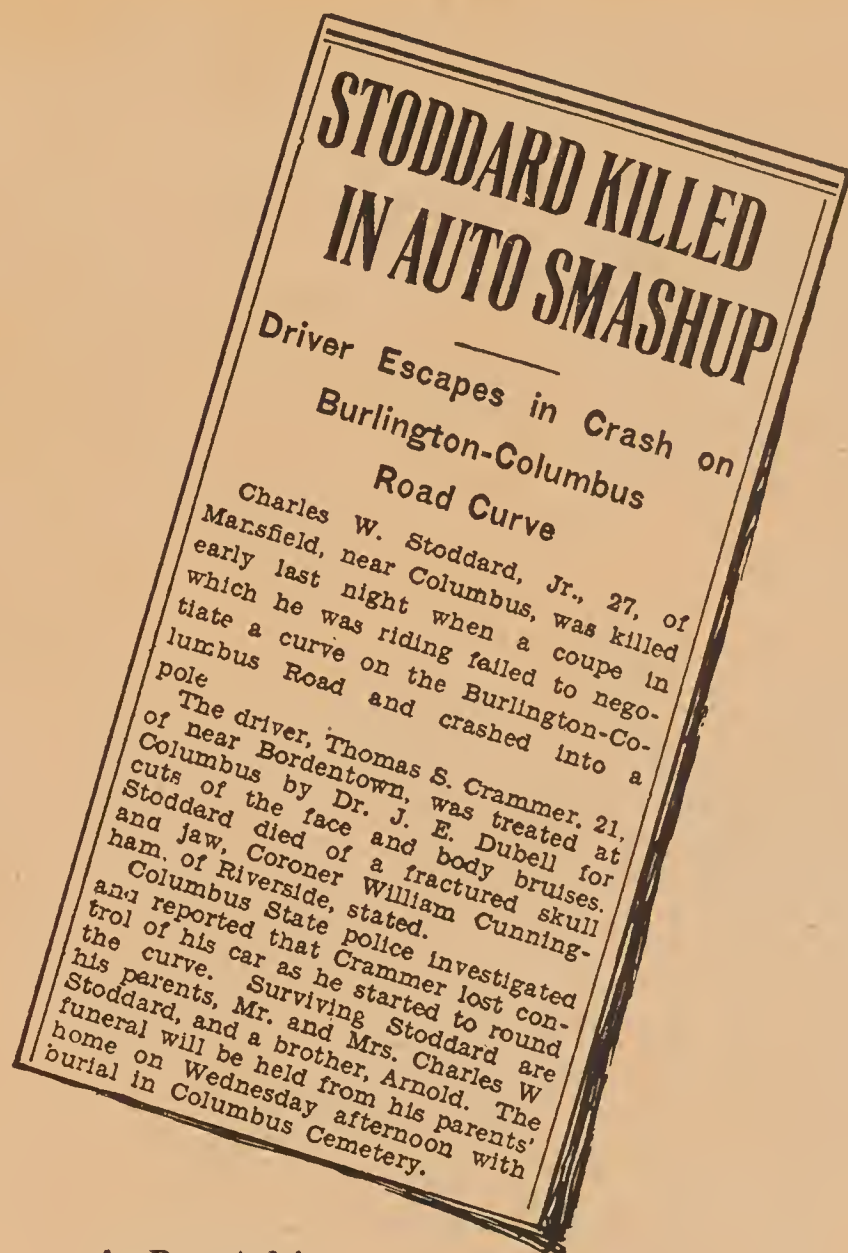 STODDARD KILLED
IN AUTO SMASHUP
Driver Escapes in Crash on
Burlington-Columbus
Road Curve
Charles W. Stoddard, Jr., 27, of
Mansfield, near Columbus, was killed
early last night when a coupe in
which he was riding failed to nego-
tiate a curve on the Burlington-Co-
lumbus Road and crashed into a
pole
The driver, Thomas S. Crammer. 21,
of near Bordentown, was treated at
Columbus by Dr. J. E. Dubell for
cuts of the face and body bruises.
Stoddard died of a fractured skull
and jaw, Coroner William Cunning-
ham, of Riverside, stated.
Columbus State police investigated
and reported that Crammer lost con-
trol of his car as he started to round
the curve. Surviving Stoddard are
his parents, Mr. and Mrs. Charles W
Stoddard, and a brother, Arnold. The
funeral will be held from his parents'
home on Wednesday afternoon with
burial in Columbus Cemetery.